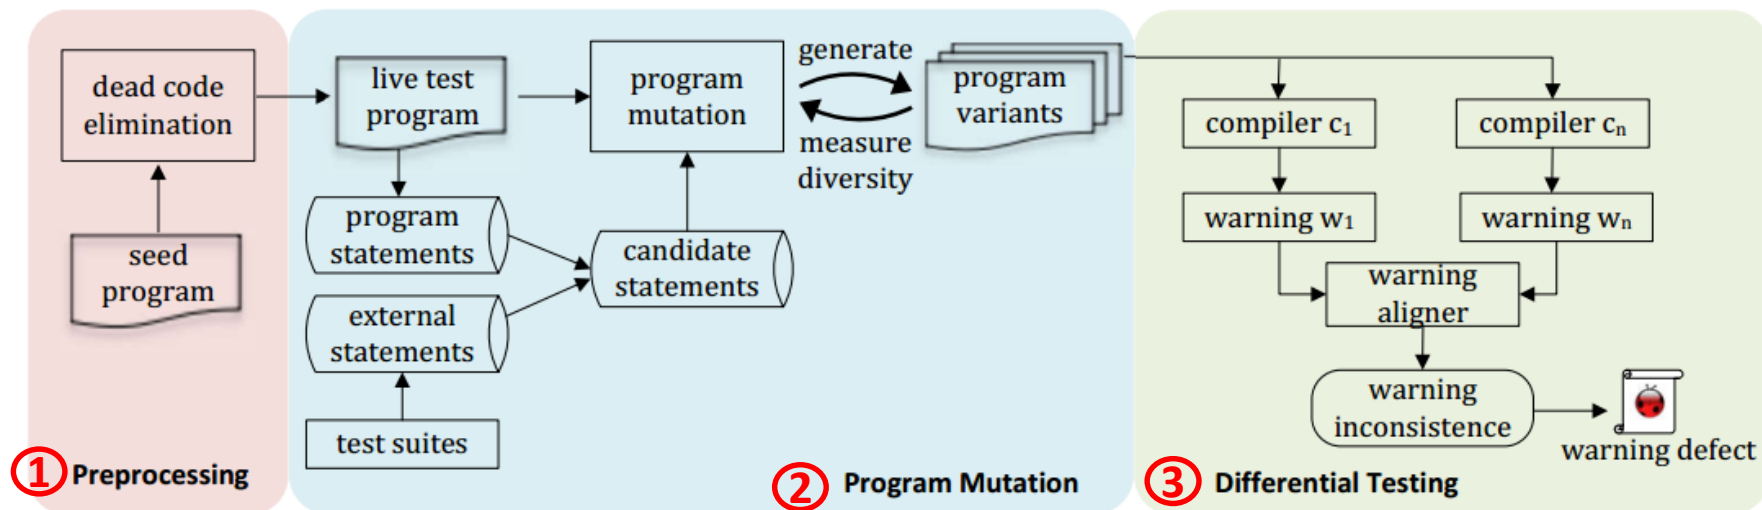 dead code
elimination
seed
program
1 Preprocessing
live test
program
program
mutation
generate
measure
diversity
program
variants
program
statements
external
statements
candidate
statements
test suites
2 Program Mutation
compiler c1
compiler cn
warning w1
warning wn
warning
aligner
warning
inconsistence
warning defect
3 Differential Testing